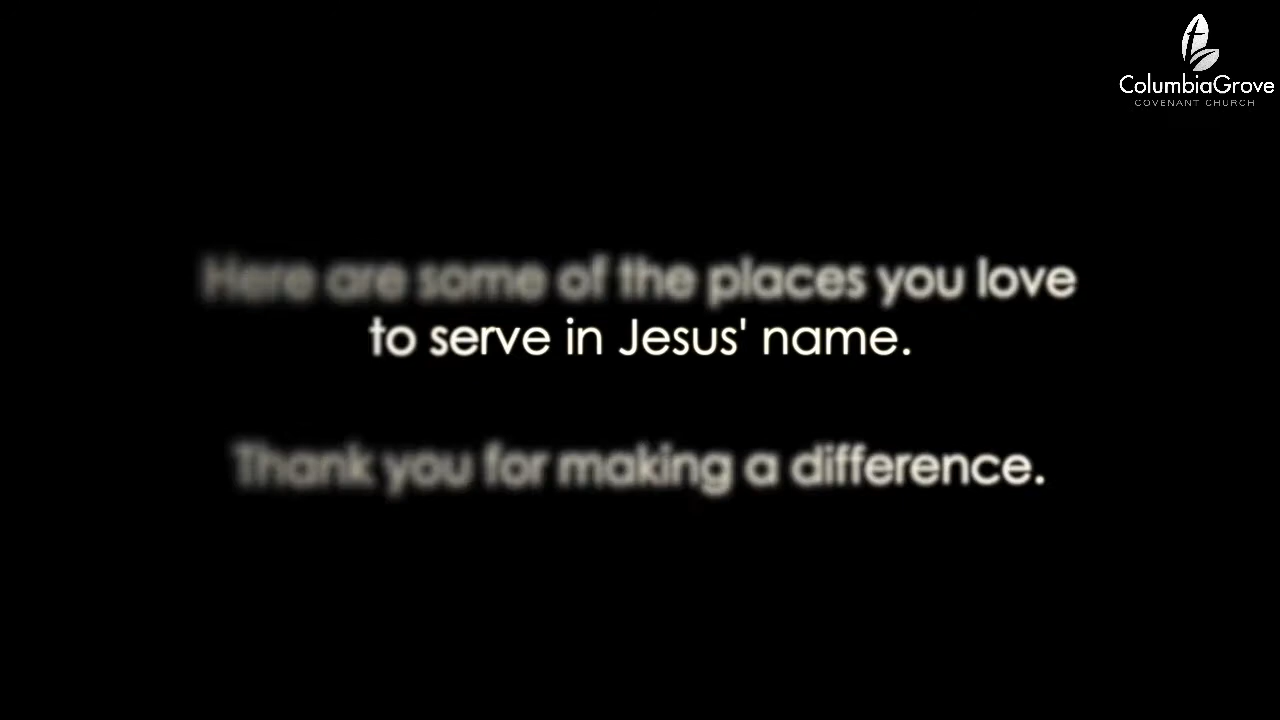 ColumbiaGrove
COVENANT CHURCH
Here are some of the places you love
to serve in Jesus' name.
Thank you for making a difference.